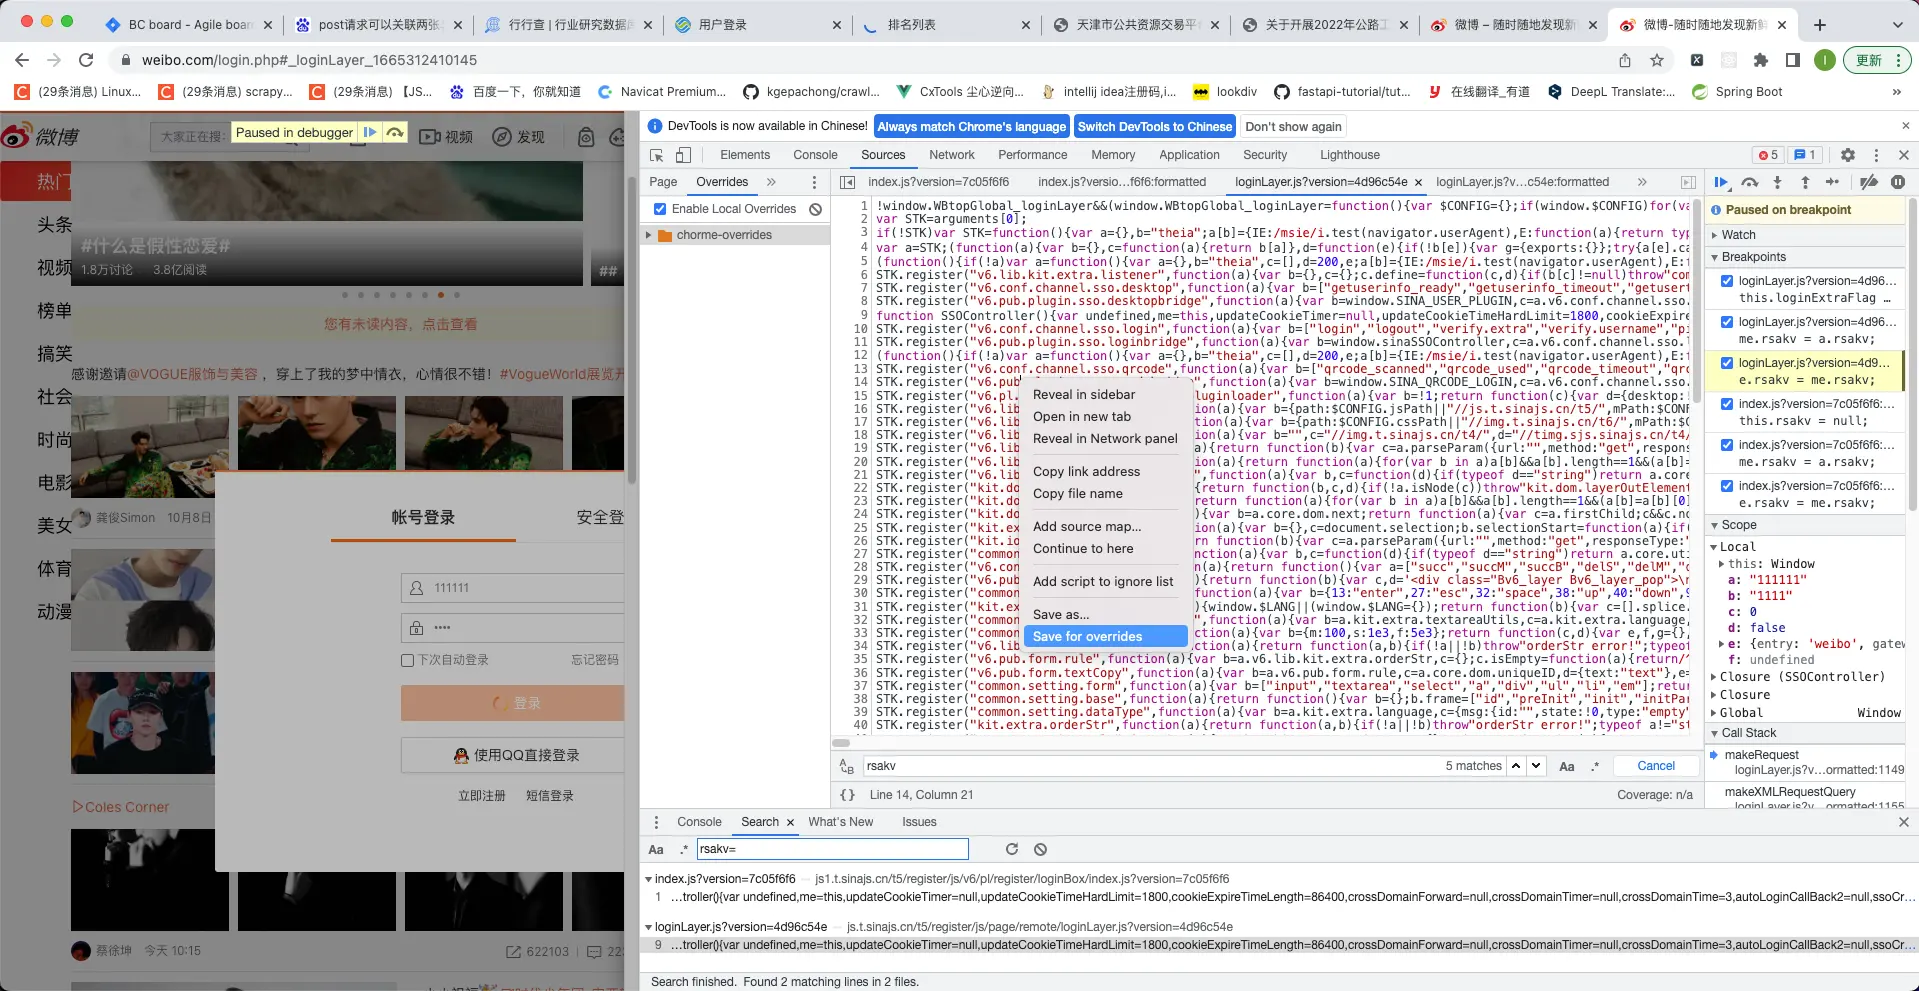 BC board - Agile boar
post请求可以关联两张
行行查 | 行业研究数据
用户登录
排名列表
天津市公共资源交易平
关于开展2022年公路工
微博 – 随时随地发现新
微博-随时随地发现新鲜
weibo.com/login.php#_loginLayer_1665312410145
更新
(29条消息) Linux...
(29条消息) scrapy...
(29条消息) 【JS...
百度一下，你就知道
Navicat Premium...
kgepachong/crawl...
CxTools 尘心逆向...
intellij idea注册码,i...
lookdiv
fastapi-tutorial/tut...
在线翻译_有道
DeepL Translate:...
Spring Boot
微博
大家正在搜:
Paused in debugger
视频
发现
热门
头条
视频
榜单
搞笑
社会
时尚
电影
美女
体育
动漫
#什么是假性恋爱#
1.8万讨论 3.8亿阅读
##
您有未读内容，点击查看
感谢邀请@VOGUE服饰与美容 ，穿上了我的梦中情衣，心情很不错！#VogueWorld展览开
龚俊Simon 10月8日
帐号登录
安全登
111111
••••
下次自动登录
忘记密码
登录
使用QQ直接登录
立即注册 短信登录
Coles Corner
蔡徐坤 今天 10:15
622103
223
DevTools is now available in Chinese!
Always match Chrome's language
Switch DevTools to Chinese
Don't show again
Elements Console Sources Network Performance Memory Application Security Lighthouse
5
1
Page Overrides
Enable Local Overrides
chorme-overrides
index.js?version=7c05f6f6
index.js?versio...f6f6:formatted
loginLayer.js?version=4d96c54e
loginLayer.js?v...c54e:formatted
1 !window.WBtopGlobal_loginLayer&&(window.WBtopGlobal_loginLayer=function(){var $CONFIG={};if(window.$CONFIG)for(va
2 var STK=arguments[0];
3 if(!STK)var STK=function(){var a={},b="theia";a[b]={IE:/msie/i.test(navigator.userAgent),E:function(a){return typ
4 var a=STK;(function(a){var b={},c=function(a){return b[a]},d=function(e){if(!b[e]){var g={exports:{}};try{a[e].ca
5 (function(){if(!a)var a=function(){var a={},b="theia",c=[],d=200,e;a[b]={IE:/msie/i.test(navigator.userAgent),E:f
6 STK.register("v6.lib.kit.extra.listener",function(a){var b={},c={};c.define=function(c,d){if(b[c]!=null)throw"com
7 STK.register("v6.conf.channel.sso.desktop",function(a){var b=["getuserinfo_ready","getuserinfo_timeout","getusert
8 STK.register("v6.pub.plugin.sso.desktopbridge",function(a){var b=window.SINA_USER_PLUGIN,c=a.v6.conf.channel.sso.
9 function SSOController(){var undefined,me=this,updateCookieTimer=null,updateCookieTimeHardLimit=1800,cookieExpire
10 STK.register("v6.conf.channel.sso.login",function(a){var b=["login","logout","verify.extra","verify.username","pi
11 STK.register("v6.pub.plugin.sso.loginbridge",function(a){var b=window.sinaSSOController,c=a.v6.conf.channel.sso.l
12 (function(){if(!a)var a=function(){var a={},b="theia",c=[],d=200,e;a[b]={IE:/msie/i.test(navigator.userAgent),E:f
13 STK.register("v6.conf.channel.sso.qrcode",function(a){var b=["qrcode_scanned","qrcode_used","qrcode_timeout","qrc
14 STK.register("v6.pub ",function(a){var b=window.SINA_QRCODE_LOGIN,c=a.v6.conf.channel.sso.
15 STK.register("v6.pl. luginloader",function(a){var b=!1;return function(c){var d={desktop:!
16 STK.register("v6.lib on(a){var b={path:$CONFIG.jsPath||"//js.t.sinajs.cn/t5/",mPath:$CONF
17 STK.register("v6.lib on(a){var b={path:$CONFIG.cssPath||"//img.t.sinajs.cn/t6/",mPath:$C
18 STK.register("v6.lib on(a){var b="",c="//img.t.sinajs.cn/t4/",d="//timg.sjs.sinajs.cn/t4/
19 STK.register("v6.lib return function(b){var c=a.parseParam({url:"",method:"get",respons
20 STK.register("v6.lib on(a){return function(a){for(var b in a)a[b]&&a[b].length==1&&(a[b]=
21 STK.register("v6.lib on(a){var b,c=function(d){if(typeof d=="string")return a.core
22 STK.register("kit.do return function(b,c,d){if(!a.isNode(c))throw"kit.dom.layerOutElemen
23 STK.register("kit.do return function(a){for(var b in a)a[b]&&a[b].length==1&&(a[b]=a[b][0]
24 STK.register("kit.do ){var b=a.core.dom.next;return function(a){var c=a.firstChild;c&&c.no
25 STK.register("kit.ex on(a){var b={},c=document.selection;b.selectionStart=function(a){if(
26 STK.register("kit.io function(b){var c=a.parseParam({url:"",method:"get",responseType:"
27 STK.register("common on(a){var b,c=function(d){if(typeof d=="string")return a.core.uti
28 STK.register("v6.con (a){return function(){var a=["succ","succM","succB","delS","delM","d
29 STK.register("v6.pub ){return function(b){var c,d='<div class="Bv6_layer Bv6_layer_pop">\n
30 STK.register("common (a){var b={13:"enter",27:"esc",32:"space",38:"up",40:"down",9
31 STK.register("kit.ex ){window.$LANG||(window.$LANG={});return function(b){var c=[].splice.
32 STK.register("common ",function(a){var b=a.kit.extra.textareaUtils,c=a.kit.extra.language,
33 STK.register("common nction(a){var b={m:100,s:1e3,f:5e3};return function(c,d){var e,f,g={},
34 STK.register("v6.lib on(a){return function(a,b){if(!a||!b)throw"orderStr error!";typeof
35 STK.register("v6.pub.form.rule",function(a){var b=a.v6.lib.kit.extra.orderStr,c={};c.isEmpty=function(a){return/^
36 STK.register("v6.pub.form.textCopy",function(a){var b=a.v6.pub.form.rule,c=a.core.dom.uniqueID,d={text:"text"},e=
37 STK.register("common.setting.form",function(a){var b=["input","textarea","select","a","div","ul","li","em"];retur
38 STK.register("common.setting.base",function(a){return function(){var b={};b.frame=["id","preInit","init","initPar
39 STK.register("common.setting.dataType",function(a){var b=a.kit.extra.language,c={msg:{id:"",state:!0,type:"empty"
40 STK.register("kit.extra.orderStr",function(a){return function(a,b){if(!a||!b)throw"orderStr error!";typeof a!="st
Reveal in sidebar
Open in new tab
Reveal in Network panel
Copy link address
Copy file name
Add source map...
Continue to here
Add script to ignore list
Save as...
Save for overrides
rsakv
5 matches
Aa .* Cancel
{} Line 14, Column 21
Coverage: n/a
Paused on breakpoint
Watch
Breakpoints
loginLayer.js?version=4d96...
this.loginExtraFlag …
loginLayer.js?version=4d96...
me.rsakv = a.rsakv;
loginLayer.js?version=4d9...
e.rsakv = me.rsakv;
index.js?version=7c05f6f6:...
this.rsakv = null;
index.js?version=7c05f6f6:...
me.rsakv = a.rsakv;
index.js?version=7c05f6f6:...
e.rsakv = me.rsakv;
Scope
Local
this: Window
a: "111111"
b: "1111"
c: 0
d: false
e: {entry: 'weibo', gatew
f: undefined
Closure (SSOController)
Closure
Global Window
Call Stack
makeRequest
loginLayer.js?v...ormatted:1149
makeXMLRequestQuery
loginLayer.js?v...ormatted:1155
Console Search What's New Issues
Aa .* rsakv=
index.js?version=7c05f6f6 — js1.t.sinajs.cn/t5/register/js/v6/pl/register/loginBox/index.js?version=7c05f6f6
1 …troller(){var undefined,me=this,updateCookieTimer=null,updateCookieTimeHardLimit=1800,cookieExpireTimeLength=86400,crossDomainForward=null,crossDomainTimer=null,crossDomainTime=3,autoLoginCallBack2=null,ssoCr…
loginLayer.js?version=4d96c54e — js.t.sinajs.cn/t5/register/js/page/remote/loginLayer.js?version=4d96c54e
9 …troller(){var undefined,me=this,updateCookieTimer=null,updateCookieTimeHardLimit=1800,cookieExpireTimeLength=86400,crossDomainForward=null,crossDomainTimer=null,crossDomainTime=3,autoLoginCallBack2=null,ssoCr…
Search finished. Found 2 matching lines in 2 files.